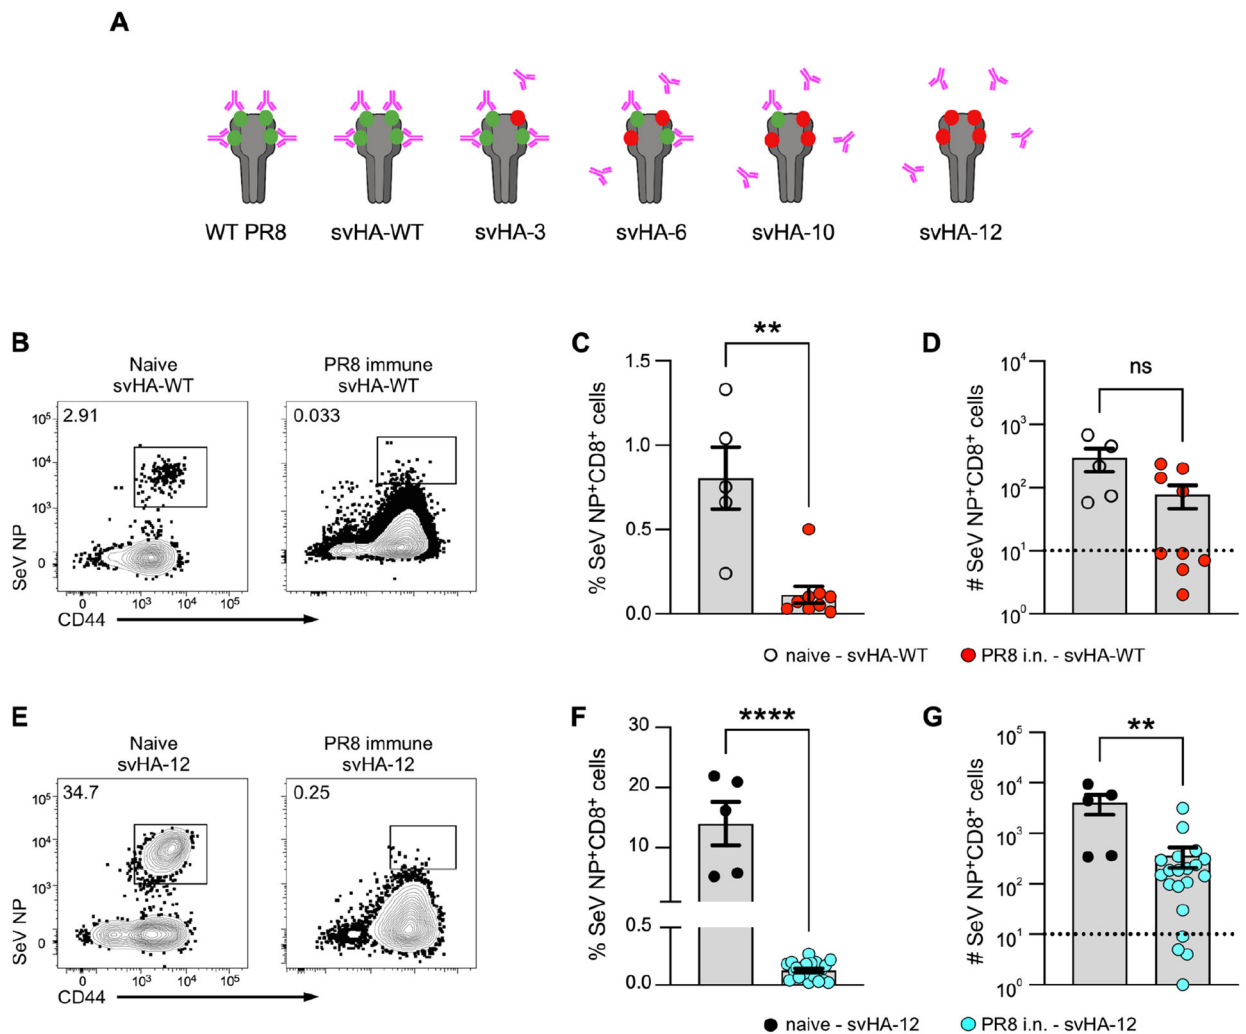 A
WT PR8
svHA-WT
svHA-3
svHA-6
svHA-10
svHA-12
B
Naive
svHA-WT
PR8 immune
svHA-WT
2.91
0.033
10⁵
10⁴
10³
0
SeV NP
0
10³
10⁴
10⁵
CD44
C
**
1.5
1.0
0.5
0.0
% SeV NP⁺CD8⁺ cells
D
ns
10⁴
10³
10²
10¹
10⁰
# SeV NP⁺CD8⁺ cells
naive - svHA-WT
PR8 i.n. - svHA-WT
E
Naive
svHA-12
PR8 immune
svHA-12
34.7
0.25
10⁵
10⁴
10³
0
SeV NP
0
10³
10⁴
10⁵
CD44
F
****
30
20
10
0.5
0.0
% SeV NP⁺CD8⁺ cells
G
**
10⁵
10⁴
10³
10²
10¹
10⁰
# SeV NP⁺CD8⁺ cells
naive - svHA-12
PR8 i.n. - svHA-12